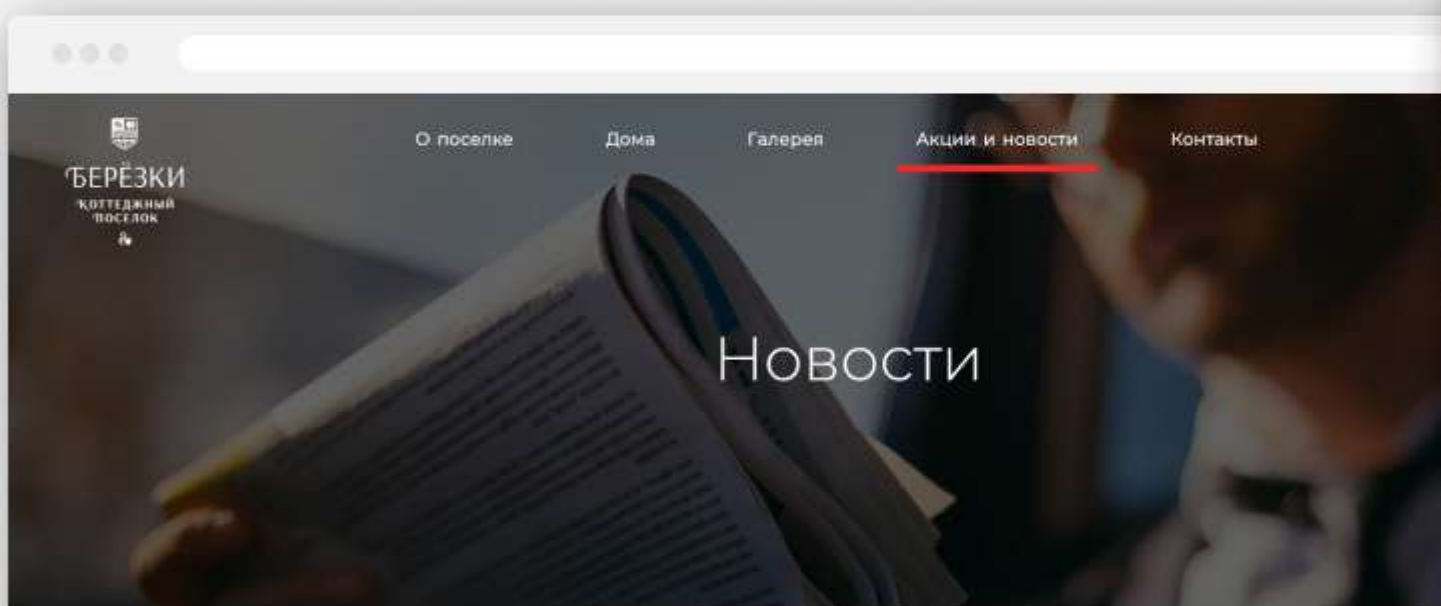 БЕРЁЗКИ
КОТТЕДЖНЫЙ
ПОСЕЛОК
О поселке
Дома
Галерея
Акции и новости
Контакты
Новости